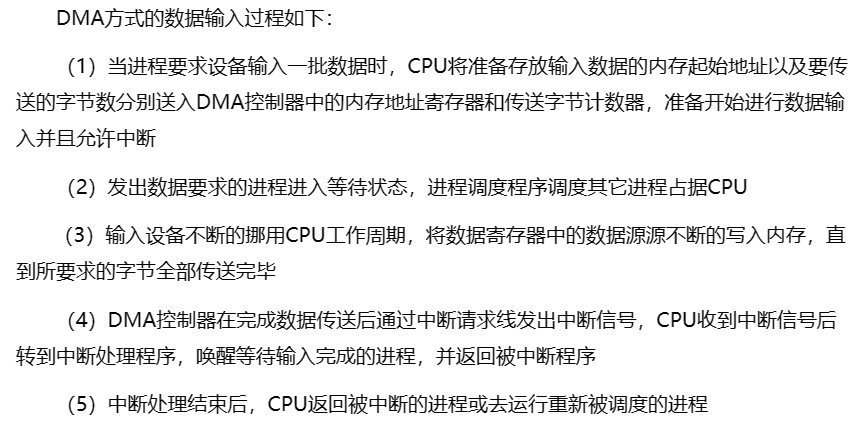 DMA方式的数据输入过程如下：
（1）当进程要求设备输入一批数据时，CPU将准备存放输入数据的内存起始地址以及要传
送的字节数分别送入DMA控制器中的内存地址寄存器和传送字节计数器，准备开始进行数据输
入并且允许中断
（2）发出数据要求的进程进入等待状态，进程调度程序调度其它进程占据CPU
（3）输入设备不断的挪用CPU工作周期，将数据寄存器中的数据源源不断的写入内存，直
到所要求的字节全部传送完毕
（4）DMA控制器在完成数据传送后通过中断请求线发出中断信号，CPU收到中断信号后
转到中断处理程序，唤醒等待输入完成的进程，并返回被中断程序
（5）中断处理结束后，CPU返回被中断的进程或去运行重新被调度的进程